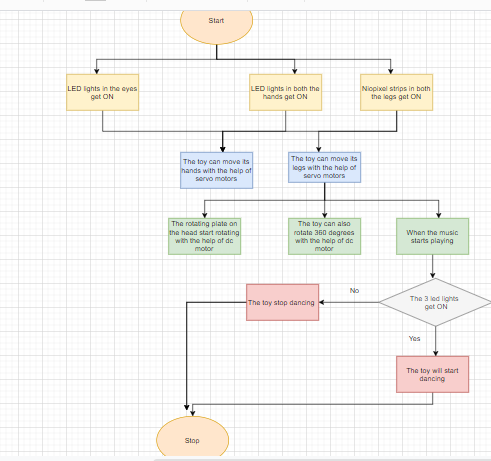 Start
LED lights in the eyes
get ON
LED lights in both the
hands get ON
Niopixel strips in both
the legs get ON
The toy can move its
hands with the help of
servo motors
The toy can move its
legs with the help of
servo motors
The rotating plate on
the head start rotating
with the help of dc
motor
The toy can also
rotate 360 degrees
with the help of dc
motor
When the music
starts playing
The 3 led lights
get ON
No
The toy stop dancing
Yes
The toy will start
dancing
Stop